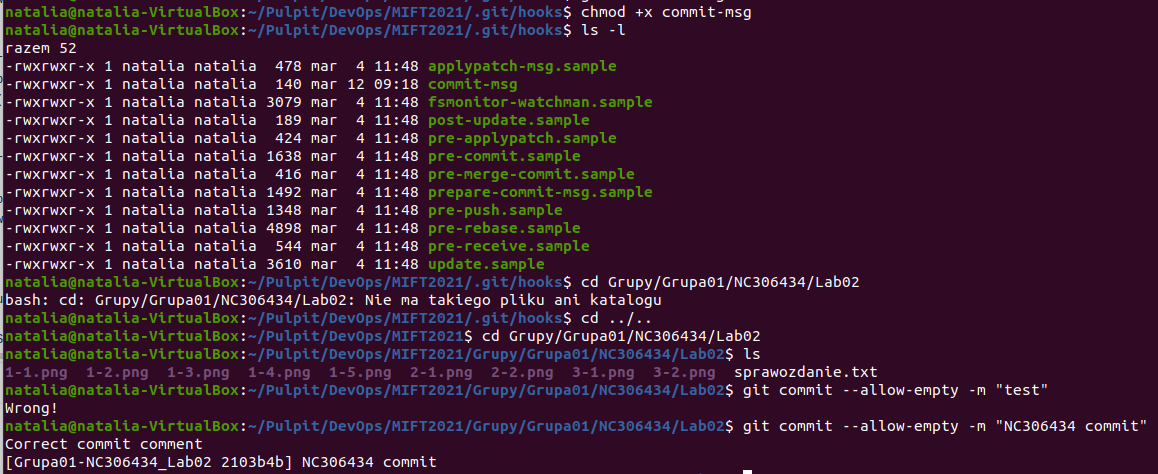 natalia@natalia-VirtualBox:~/Pulpit/DevOps/MIFT2021/.git/hooks$ chmod +x commit-msg
natalia@natalia-VirtualBox:~/Pulpit/DevOps/MIFT2021/.git/hooks$ ls -l
razem 52
-rwxrwxr-x 1 natalia natalia  478 mar  4 11:48 applypatch-msg.sample
-rwxrwxr-x 1 natalia natalia  140 mar 12 09:18 commit-msg
-rwxrwxr-x 1 natalia natalia 3079 mar  4 11:48 fsmonitor-watchman.sample
-rwxrwxr-x 1 natalia natalia  189 mar  4 11:48 post-update.sample
-rwxrwxr-x 1 natalia natalia  424 mar  4 11:48 pre-applypatch.sample
-rwxrwxr-x 1 natalia natalia 1638 mar  4 11:48 pre-commit.sample
-rwxrwxr-x 1 natalia natalia  416 mar  4 11:48 pre-merge-commit.sample
-rwxrwxr-x 1 natalia natalia 1492 mar  4 11:48 prepare-commit-msg.sample
-rwxrwxr-x 1 natalia natalia 1348 mar  4 11:48 pre-push.sample
-rwxrwxr-x 1 natalia natalia 4898 mar  4 11:48 pre-rebase.sample
-rwxrwxr-x 1 natalia natalia  544 mar  4 11:48 pre-receive.sample
-rwxrwxr-x 1 natalia natalia 3610 mar  4 11:48 update.sample
natalia@natalia-VirtualBox:~/Pulpit/DevOps/MIFT2021/.git/hooks$ cd Grupy/Grupa01/NC306434/Lab02
bash: cd: Grupy/Grupa01/NC306434/Lab02: Nie ma takiego pliku ani katalogu
natalia@natalia-VirtualBox:~/Pulpit/DevOps/MIFT2021/.git/hooks$ cd ../..
natalia@natalia-VirtualBox:~/Pulpit/DevOps/MIFT2021$ cd Grupy/Grupa01/NC306434/Lab02
natalia@natalia-VirtualBox:~/Pulpit/DevOps/MIFT2021/Grupy/Grupa01/NC306434/Lab02$ ls
1-1.png  1-2.png  1-3.png  1-4.png  1-5.png  2-1.png  2-2.png  3-1.png  3-2.png  sprawozdanie.txt
natalia@natalia-VirtualBox:~/Pulpit/DevOps/MIFT2021/Grupy/Grupa01/NC306434/Lab02$ git commit --allow-empty -m "test"
Wrong!
natalia@natalia-VirtualBox:~/Pulpit/DevOps/MIFT2021/Grupy/Grupa01/NC306434/Lab02$ git commit --allow-empty -m "NC306434 commit"
Correct commit comment
[Grupa01-NC306434_Lab02 2103b4b] NC306434 commit